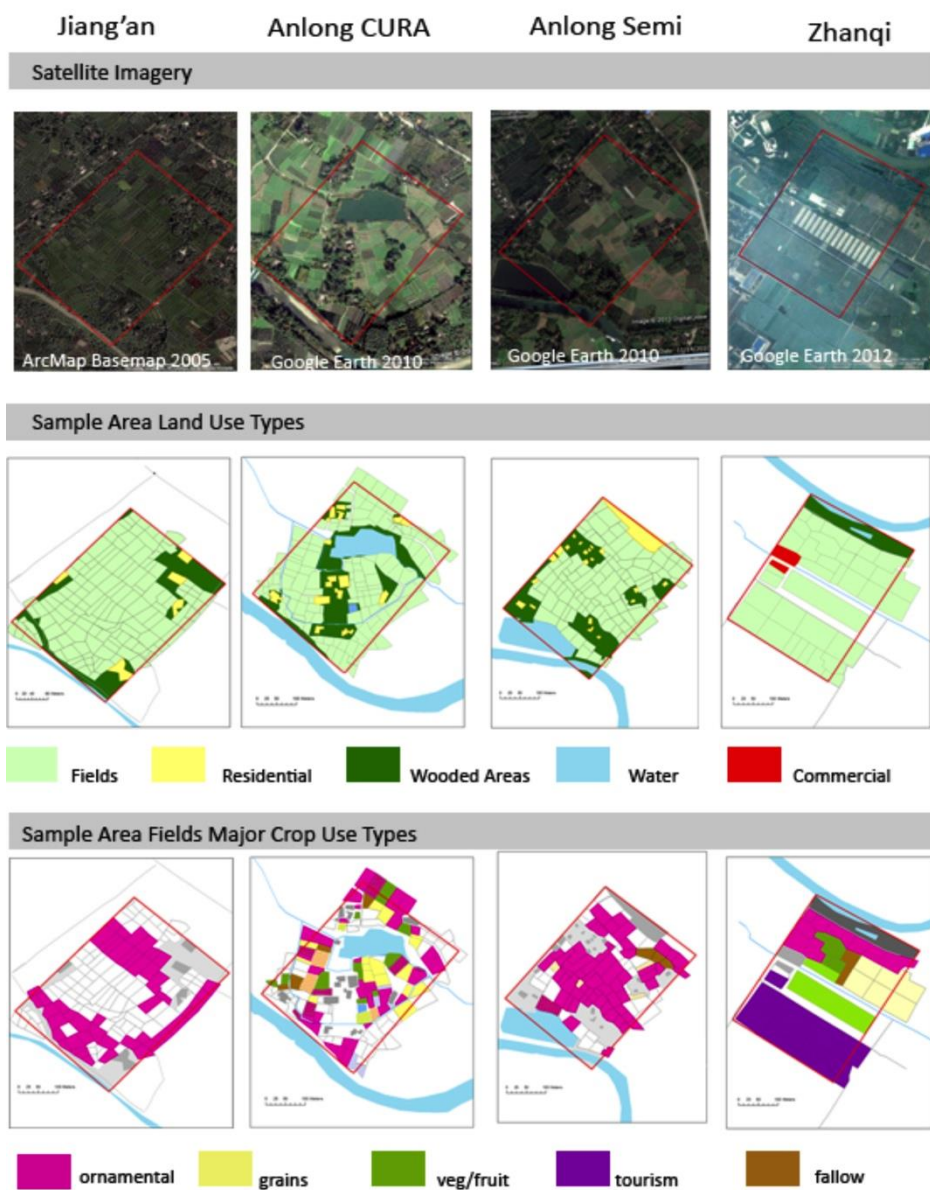 Jiang'an Anlong CURA Anlong Semi Zhanqi
Satellite Imagery
ArcMap Basemap 2005 Google Earth 2010 Google Earth 2010 Google Earth 2012
Sample Area Land Use Types
Fields Residential Wooded Areas Water Commercial
Sample Area Fields Major Crop Use Types
ornamental grains veg/fruit tourism fallow